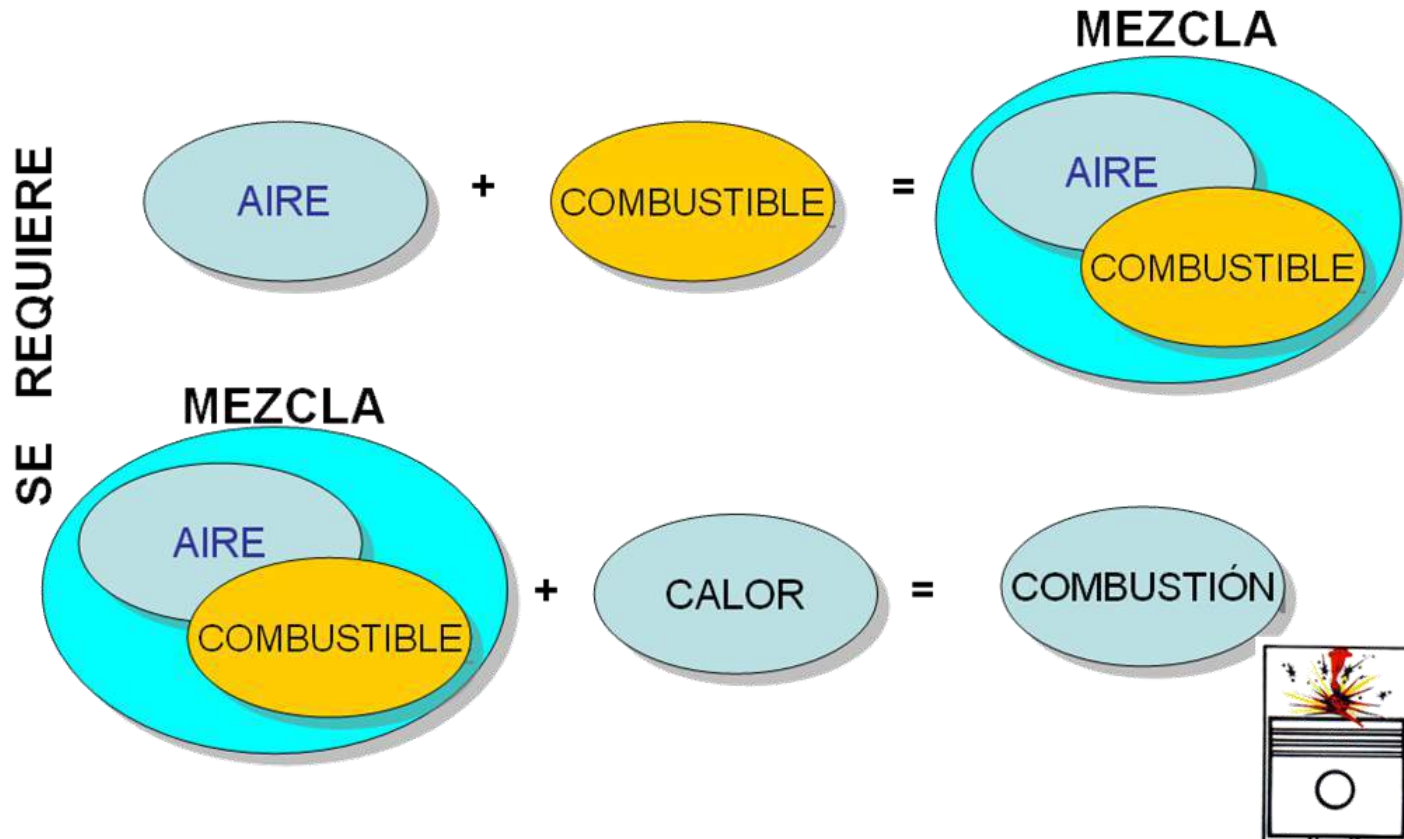 SE REQUIERE
MEZCLA
AIRE + COMBUSTIBLE = AIRE
COMBUSTIBLE
MEZCLA
AIRE
COMBUSTIBLE + CALOR = COMBUSTIÓN